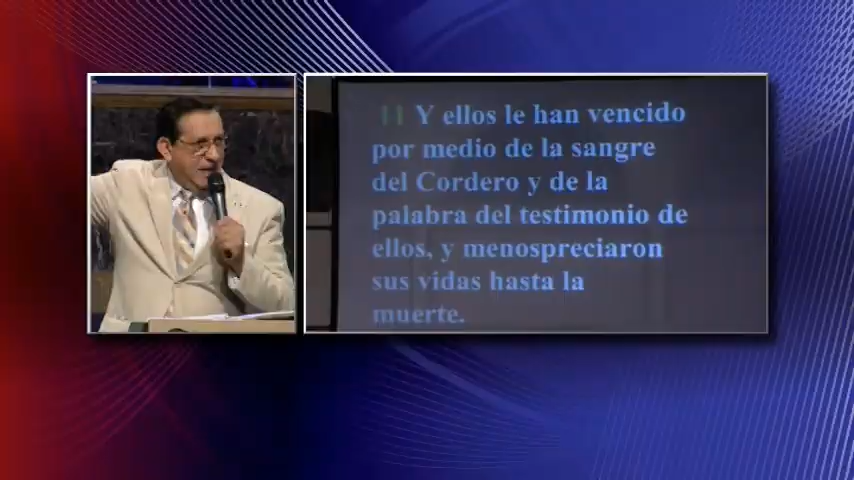 11 Y ellos le han vencido
por medio de la sangre
del Cordero y de la
palabra del testimonio de
ellos, y menospreciaron
sus vidas hasta la
muerte.